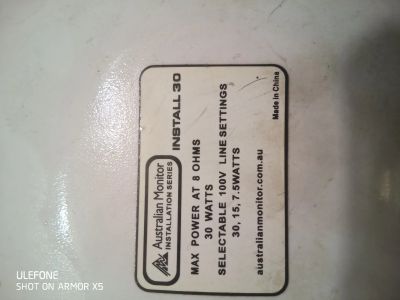 Australian Monitor
INSTALLATION SERIES
INSTALL 30
MAX POWER AT 8 OHMS
30 WATTS
SELECTABLE 100V LINE SETTINGS
30, 15, 7.5WATTS
australianmonitor.com.au
Made in China
ULEFONE
SHOT ON ARMOR X5